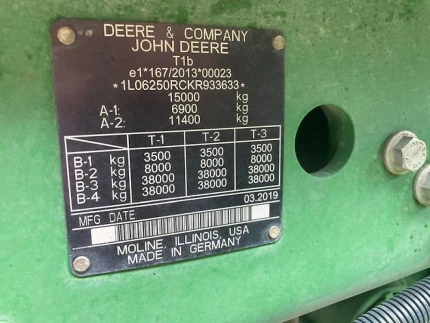 DEERE & COMPANY
JOHN DEERE
T1b
e1*167/2013*00023
*1L06250RCKR933633*
15000 kg
A-1: 6900 kg
A-2: 11400 kg
T-1 T-2 T-3
B-1 kg 3500 3500 3500
B-2 kg 8000 8000 8000
B-3 kg 38000 38000 38000
B-4 kg 38000 38000 38000
MFG DATE: 03.2019
MOLINE, ILLINOIS, USA
MADE IN GERMANY